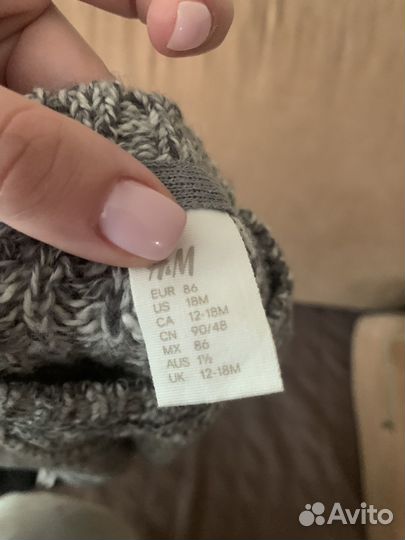 H&M
EUR 86
US 18M
CA 12-18M
CN 90/48
MX 86
AUS 1½
UK 12-18M
Avito